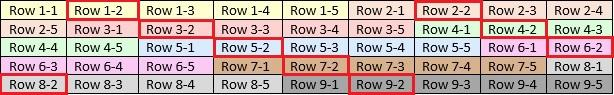 Row 1-1 Row 1-2 Row 1-3 Row 1-4 Row 1-5 Row 2-1 Row 2-2 Row 2-3 Row 2-4
Row 2-5 Row 3-1 Row 3-2 Row 3-3 Row 3-4 Row 3-5 Row 4-1 Row 4-2 Row 4-3
Row 4-4 Row 4-5 Row 5-1 Row 5-2 Row 5-3 Row 5-4 Row 5-5 Row 6-1 Row 6-2
Row 6-3 Row 6-4 Row 6-5 Row 7-1 Row 7-2 Row 7-3 Row 7-4 Row 7-5 Row 8-1
Row 8-2 Row 8-3 Row 8-4 Row 8-5 Row 9-1 Row 9-2 Row 9-3 Row 9-4 Row 9-5